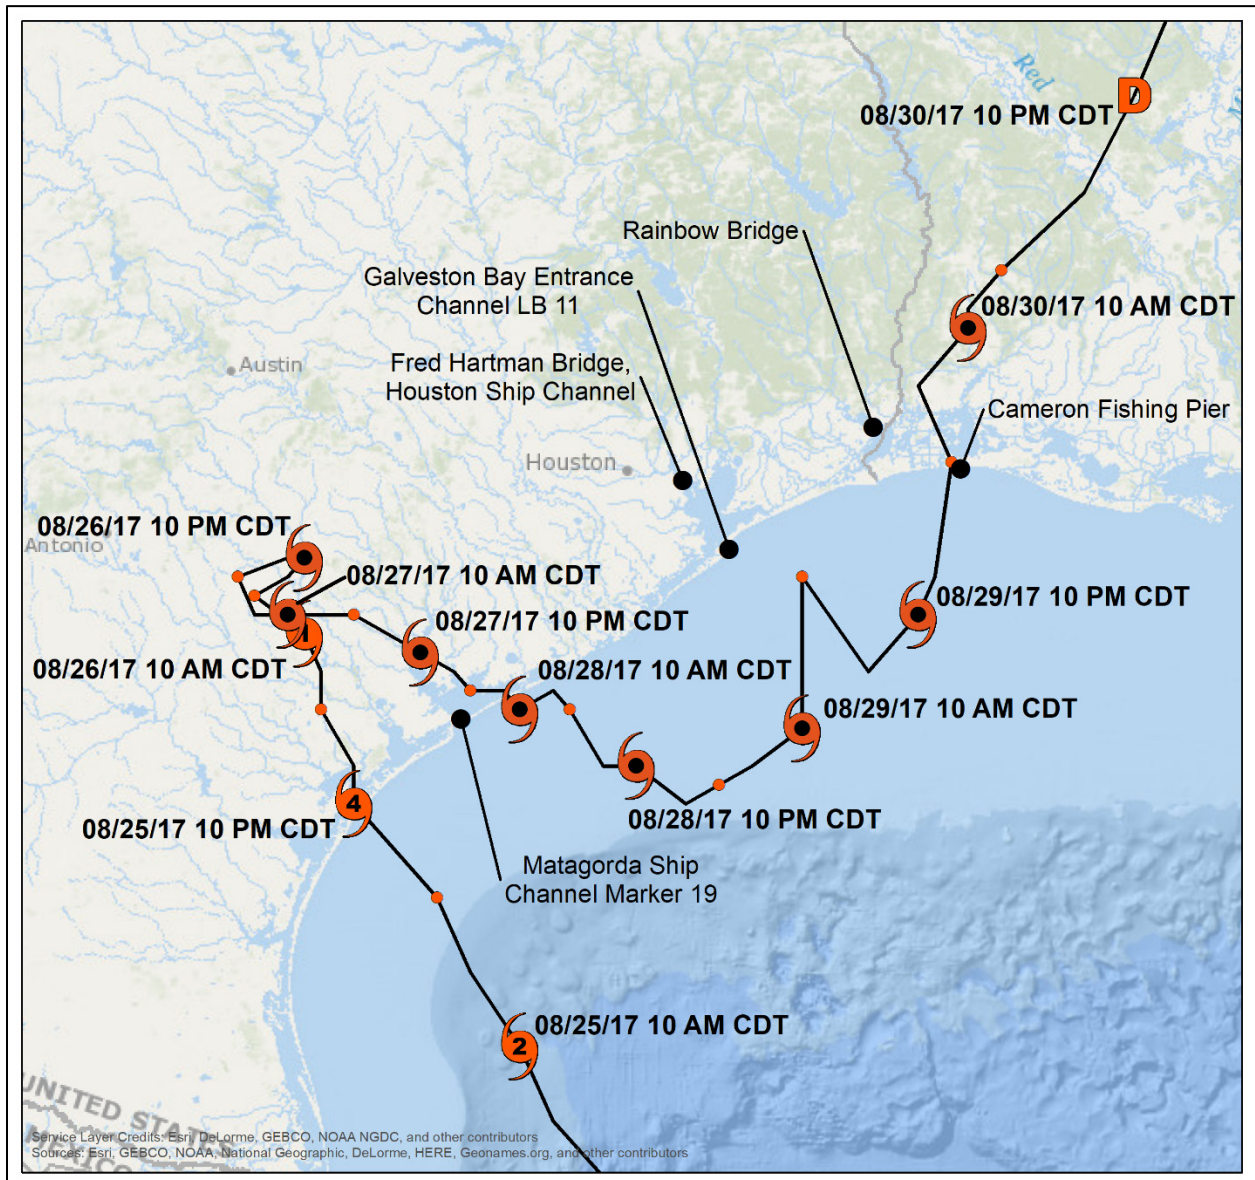 Red
D
08/30/17 10 PM CDT
Rainbow Bridge
Galveston Bay Entrance
Channel LB 11
08/30/17 10 AM CDT
Fred Hartman Bridge,
Houston Ship Channel
Austin
Cameron Fishing Pier
Houston
08/26/17 10 PM CDT
Antonio
08/27/17 10 AM CDT
08/29/17 10 PM CDT
08/27/17 10 PM CDT
1
08/26/17 10 AM CDT
08/28/17 10 AM CDT
08/29/17 10 AM CDT
4
08/25/17 10 PM CDT
08/28/17 10 PM CDT
Matagorda Ship
Channel Marker 19
2
08/25/17 10 AM CDT
UNITED STATES
MEXICO
Service Layer Credits: Esri, DeLorme, GEBCO, NOAA NGDC, and other contributors
Sources: Esri, GEBCO, NOAA, National Geographic, DeLorme, HERE, Geonames.org, and other contributors